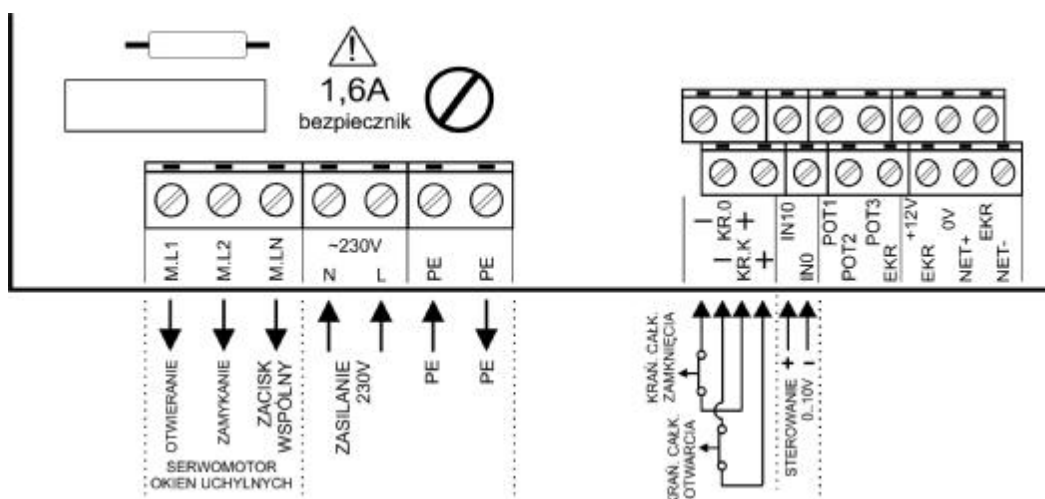 1,6A
bezpiecznik
M.L1
M.L2
M.LN
~230V
N
L
PE
PE
− KR.0 +
− KR.K +
IN10
IN0
POT1
POT2
POT3
EKR
+12V
EKR
0V
NET+
EKR
NET-
OTWIERANIE
ZAMYKANIE
ZACISK
WSPÓLNY
SERWOMOTOR
OKIEN UCHYLNYCH
ZASILANIE
230V
PE
PE
KRAŃ. CAŁK.
ZAMKNIĘCIA
KRAŃ. CAŁK.
OTWARCIA
STEROWANIE
0..10V
+
−